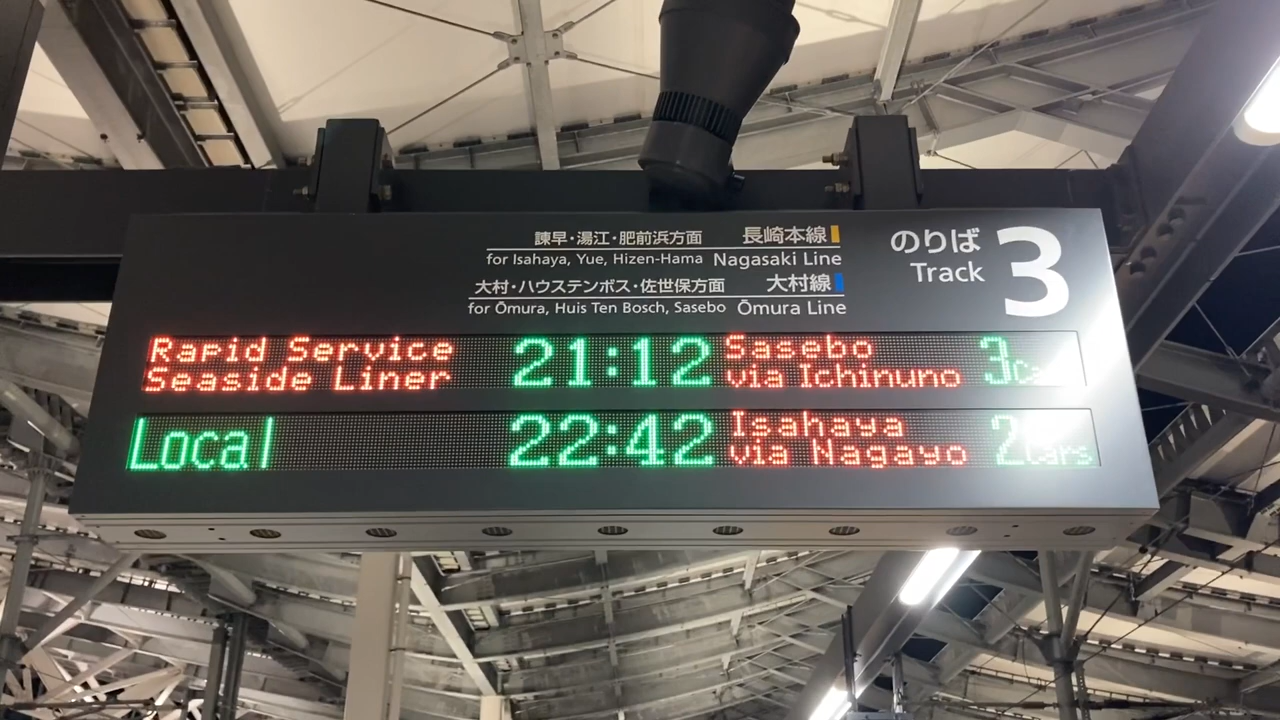 諫早・湯江・肥前浜方面 長崎本線
for Isahaya, Yue, Hizen-Hama Nagasaki Line
大村・ハウステンボス・佐世保方面 大村線
for Ōmura, Huis Ten Bosch, Sasebo Ōmura Line
のりば 3
Track
Rapid Service 21:12 Sasebo 3
Seaside Liner via Ichinuno
Local 22:42 Isahaya 2 Cars
via Nagayo